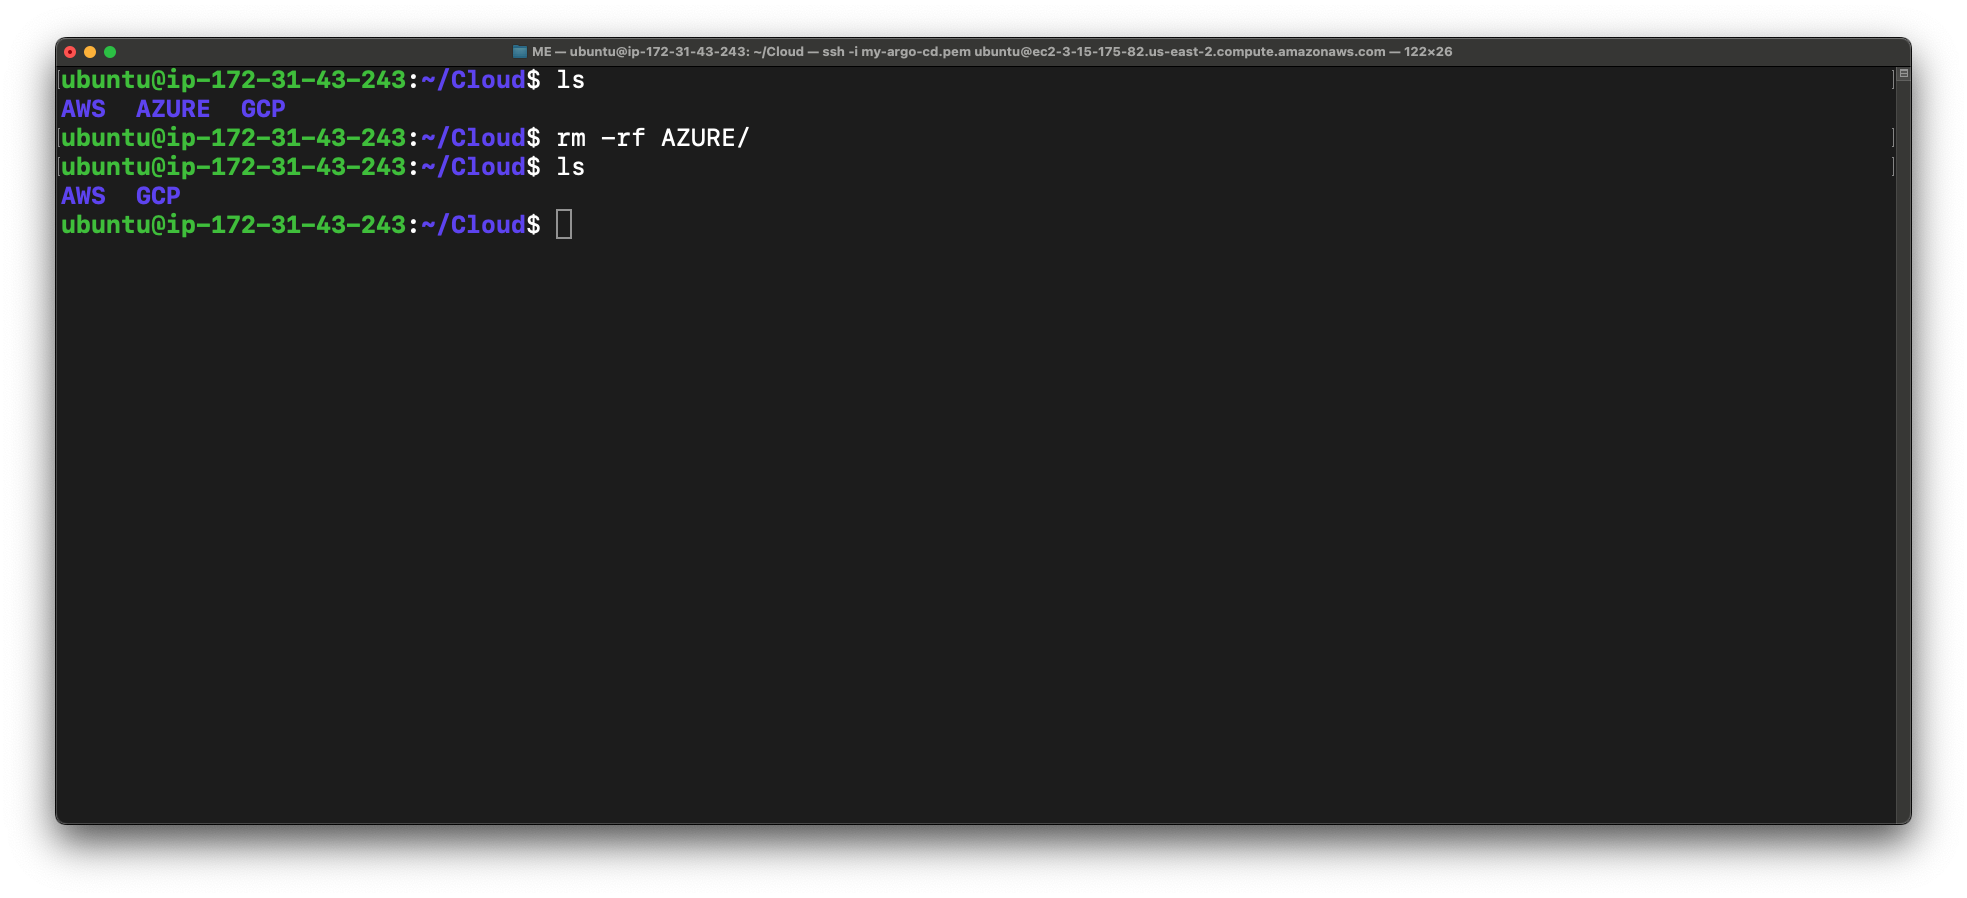 ME — ubuntu@ip-172-31-43-243: ~/Cloud — ssh -i my-argo-cd.pem ubuntu@ec2-3-15-175-82.us-east-2.compute.amazonaws.com — 122×26
[ubuntu@ip-172-31-43-243:~/Cloud$ ls ]
AWS  AZURE  GCP
[ubuntu@ip-172-31-43-243:~/Cloud$ rm -rf AZURE/ ]
[ubuntu@ip-172-31-43-243:~/Cloud$ ls ]
AWS  GCP
ubuntu@ip-172-31-43-243:~/Cloud$